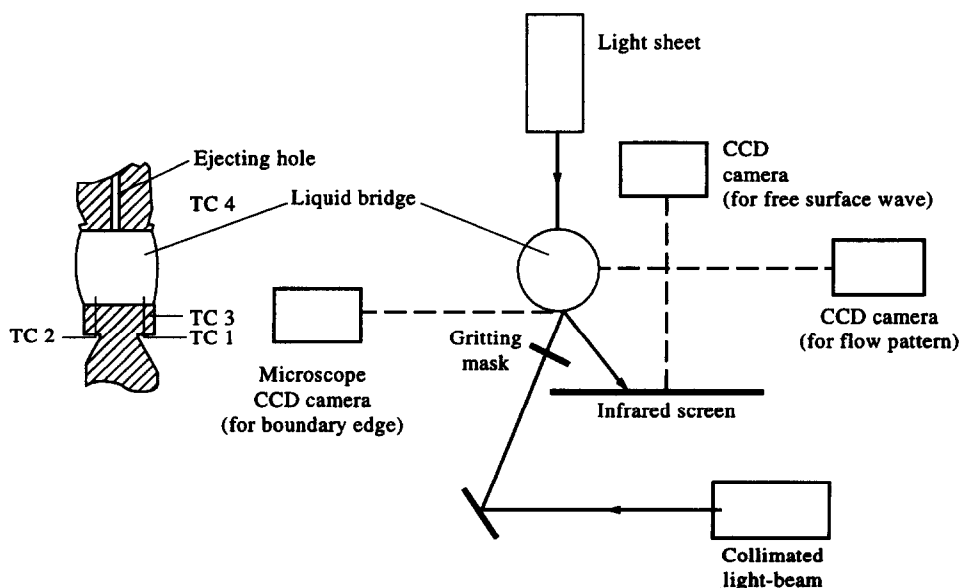 Light sheet
Ejecting hole
TC 4
Liquid bridge
CCD
camera
(for free surface wave)
TC 3
TC 2
TC 1
CCD camera
(for flow pattern)
Gritting
mask
Microscope
CCD camera
(for boundary edge)
Infrared screen
Collimated
light-beam